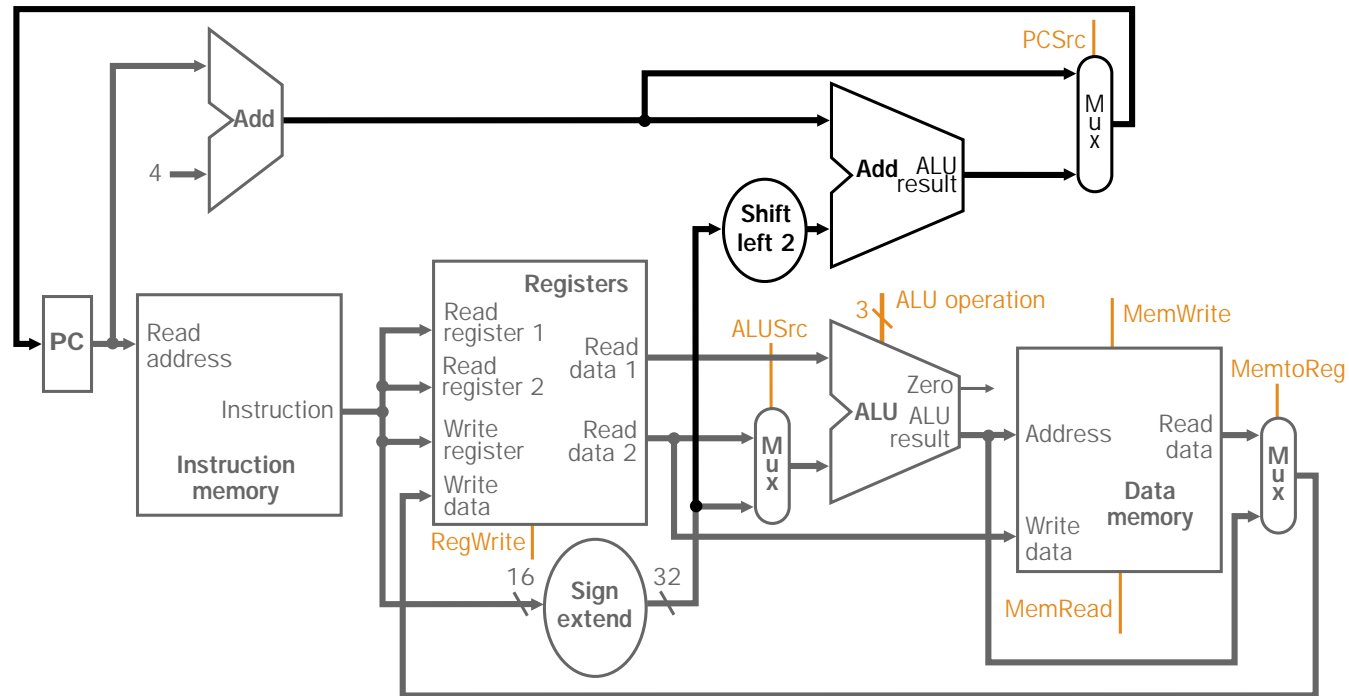 PCSrc
Add
4
M
u
x
Add
ALU
result
Shift
left 2
PC
Read
address
Instruction
Instruction
memory
Registers
Read
register 1
Read
register 2
Write
register
Write
data
Read
data 1
Read
data 2
RegWrite
16
Sign
extend
32
ALUSrc
M
u
x
3
ALU operation
Zero
ALU
ALU
result
MemWrite
Address
Read
data
Data
memory
Write
data
MemRead
MemtoReg
M
u
x